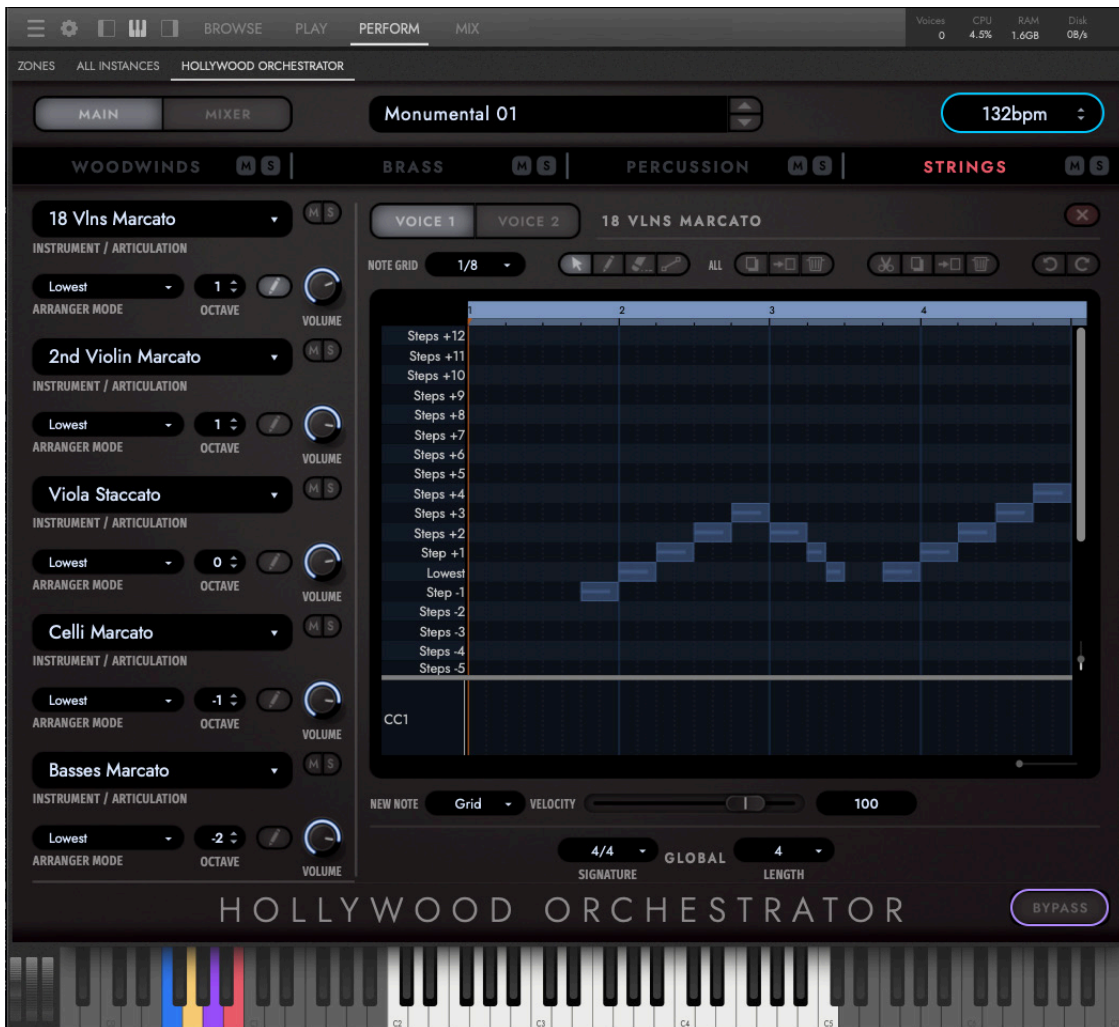 BROWSE PLAY PERFORM MIX
Voices CPU RAM Disk
0 4.5% 1.6GB 0B/s
ZONES ALL INSTANCES HOLLYWOOD ORCHESTRATOR
MAIN MIXER Monumental 01 132bpm
WOODWINDS M S BRASS M S PERCUSSION M S STRINGS M S
18 Vlns Marcato M S
INSTRUMENT / ARTICULATION
Lowest 1
ARRANGER MODE OCTAVE VOLUME
2nd Violin Marcato M S
INSTRUMENT / ARTICULATION
Lowest 1
ARRANGER MODE OCTAVE VOLUME
Viola Staccato M S
INSTRUMENT / ARTICULATION
Lowest 0
ARRANGER MODE OCTAVE VOLUME
Celli Marcato M S
INSTRUMENT / ARTICULATION
Lowest -1
ARRANGER MODE OCTAVE VOLUME
Basses Marcato M S
INSTRUMENT / ARTICULATION
Lowest -2
ARRANGER MODE OCTAVE VOLUME
VOICE 1 VOICE 2 18 VLNS MARCATO
NOTE GRID 1/8 ALL
1 2 3 4
Steps +12
Steps +11
Steps +10
Steps +9
Steps +8
Steps +7
Steps +6
Steps +5
Steps +4
Steps +3
Steps +2
Step +1
Lowest
Step -1
Steps -2
Steps -3
Steps -4
Steps -5
CC1
NEW NOTE Grid VELOCITY 100
4/4 GLOBAL 4
SIGNATURE LENGTH
HOLLYWOOD ORCHESTRATOR BYPASS
C2 C3 C4 C5